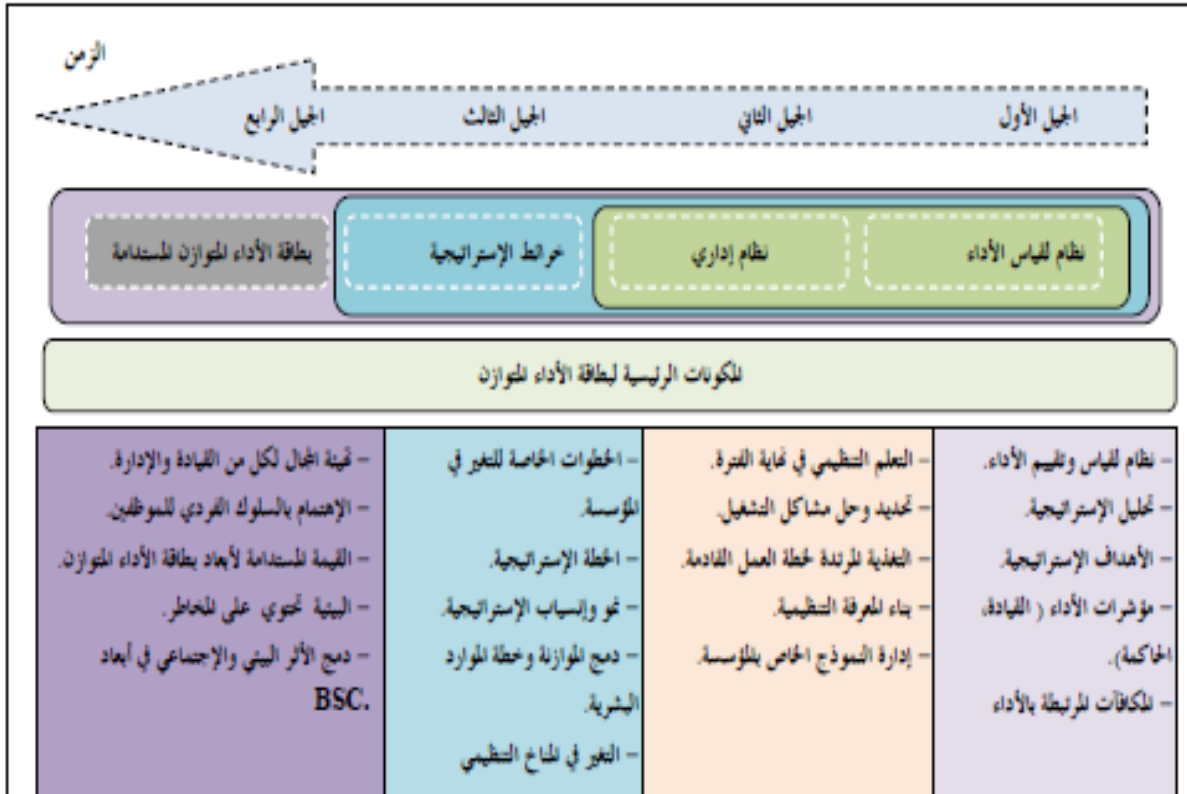 الزمن
الجيل الأول
الجيل الثاني
الجيل الثالث
الجيل الرابع
نظام لقياس الأداء
نظام إداري
خرائط الإستراتيجية
بطاقة الأداء المتوازن المستدامة
المكونات الرئيسية لبطاقة الأداء المتوازن
– نظام لقياس وتقييم الأداء.
– تحليل الإستراتيجية.
– الأهداف الإستراتيجية.
– مؤشرات الأداء ( القيادة،
الحاكمة).
– المكافآت المرتبطة بالأداء
– التعلم التنظيمي في نهاية الفترة.
– تحديد وحل مشاكل التشغيل.
– التغذية المرتدة لخطة العمل القادمة.
– بناء المعرفة التنظيمية.
– إدارة النموذج الخاص بالمؤسسة.
– الخطوات الخاصة للتغير في
المؤسسة.
– الخطة الإستراتيجية.
– نمو وإنسياب الإستراتيجية.
– دمج الموازنة وخطة الموارد
البشرية.
– التغير في المناخ التنظيمي
– تهيئة المجال لكل من القيادة والإدارة.
– الإهتمام بالسلوك الفردي للموظفين.
– القيمة المستدامة لأبعاد بطاقة الأداء المتوازن.
– البيئية تحتوي على المخاطر.
– دمج الأثر البيئي والإجتماعي في أبعاد
BSC.